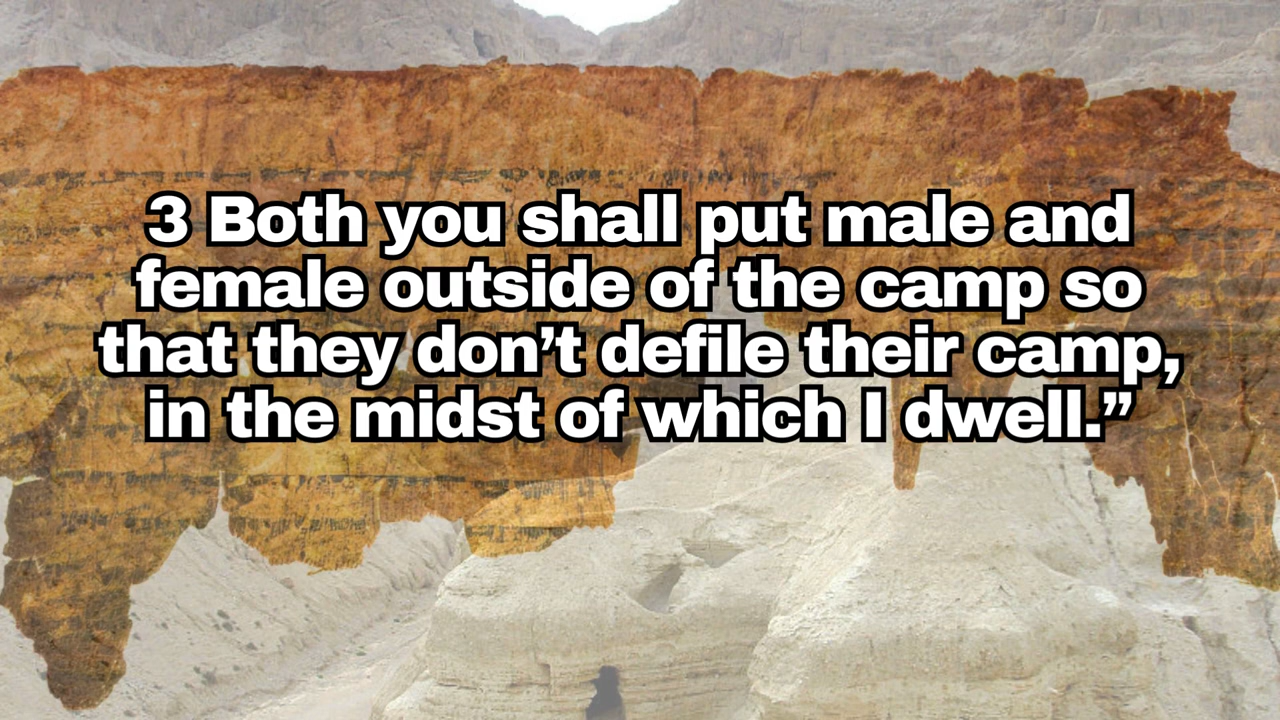 3 Both you shall put male and
female outside of the camp so
that they don’t defile their camp,
in the midst of which I dwell.”